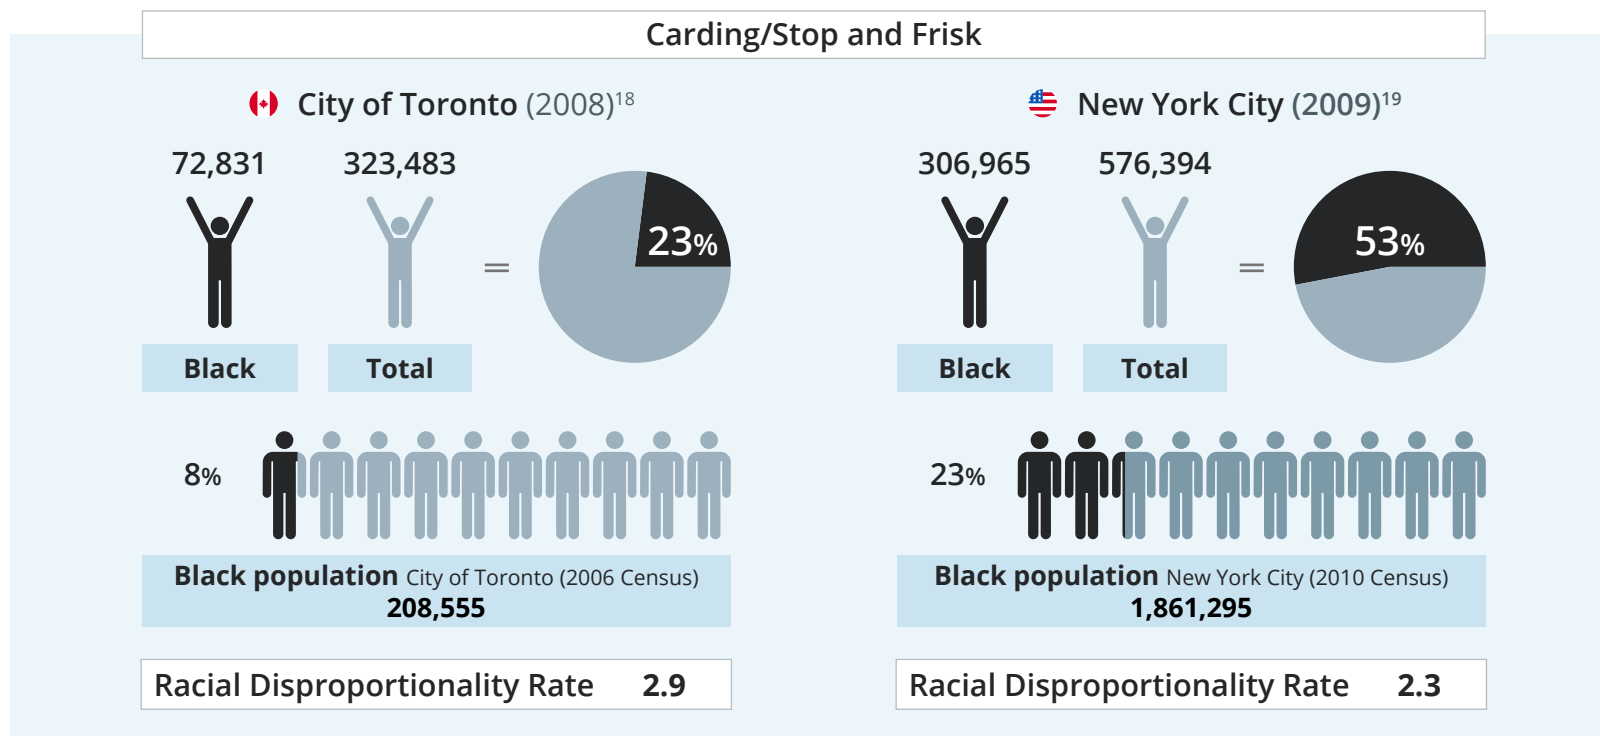 Carding/Stop and Frisk
City of Toronto (2008)18
72,831
323,483
23%
=
Black
Total
8%
Black population City of Toronto (2006 Census)
208,555
Racial Disproportionality Rate 2.9
New York City (2009)19
306,965
576,394
53%
=
Black
Total
23%
Black population New York City (2010 Census)
1,861,295
Racial Disproportionality Rate 2.3